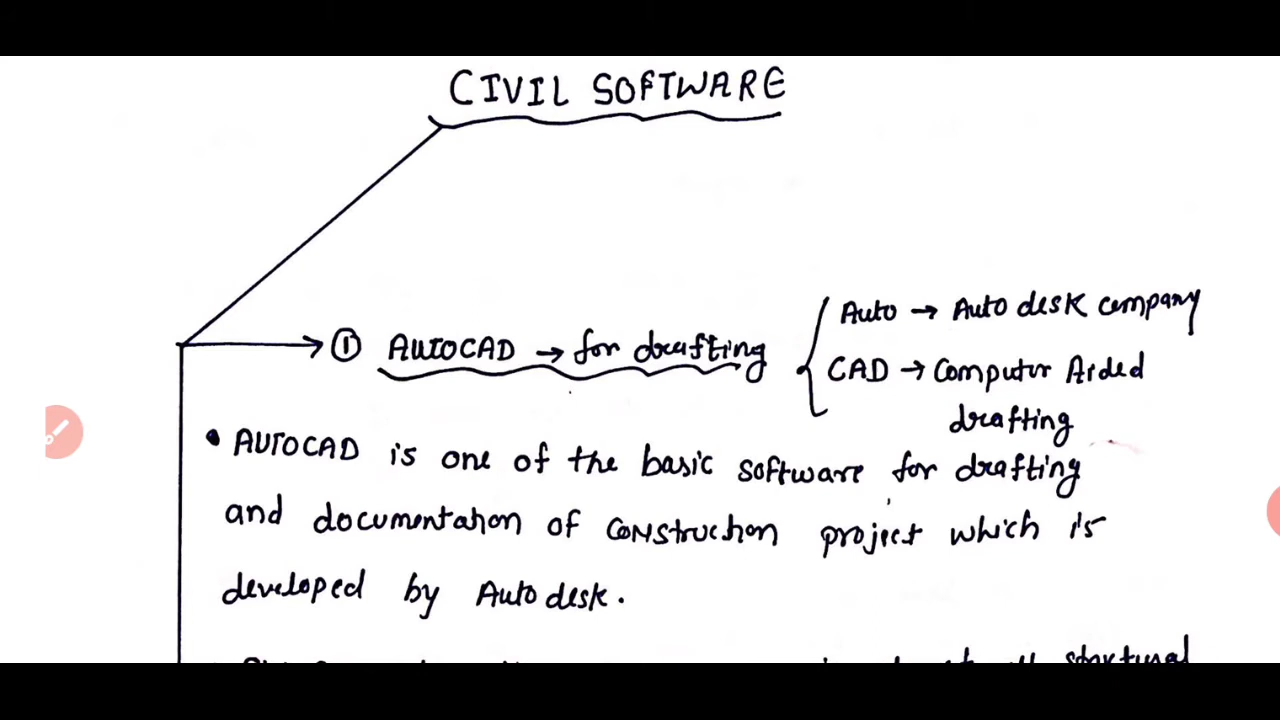 CIVIL SOFTWARE
① AUTOCAD → for drafting
Auto → Auto desk company
CAD → Computer Aided
drafting
• AUTOCAD is one of the basic software for drafting
and documentation of construction project which is
developed by Auto desk.